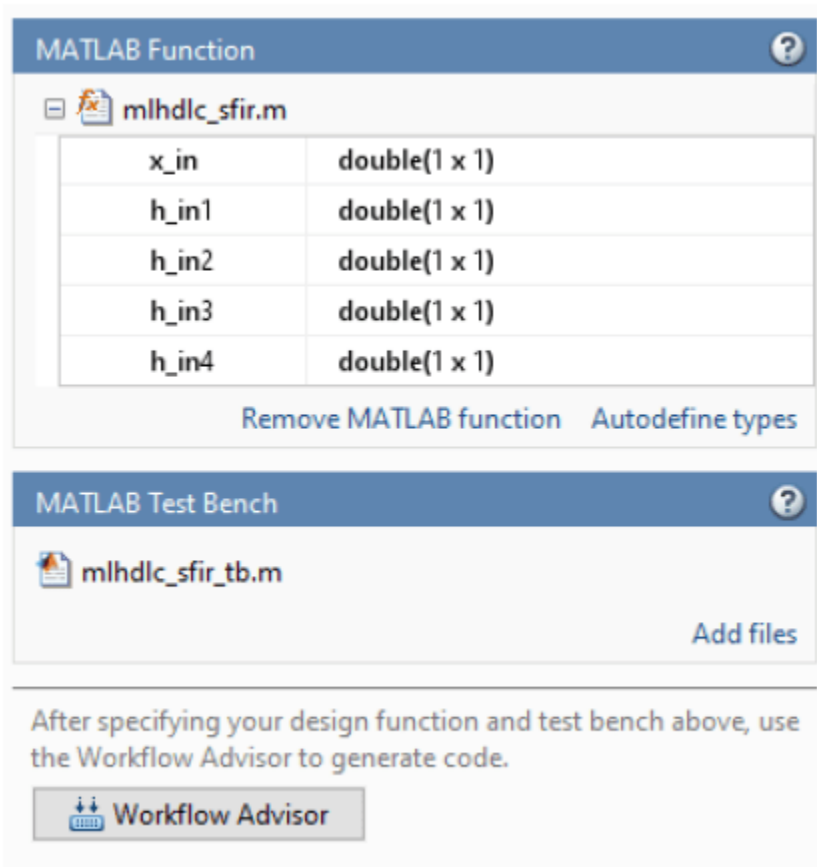 MATLAB Function
mlhdlc_sfir.m
x_in double(1 x 1)
h_in1 double(1 x 1)
h_in2 double(1 x 1)
h_in3 double(1 x 1)
h_in4 double(1 x 1)
Remove MATLAB function Autodefine types
MATLAB Test Bench
mlhdlc_sfir_tb.m
Add files
After specifying your design function and test bench above, use
the Workflow Advisor to generate code.
Workflow Advisor